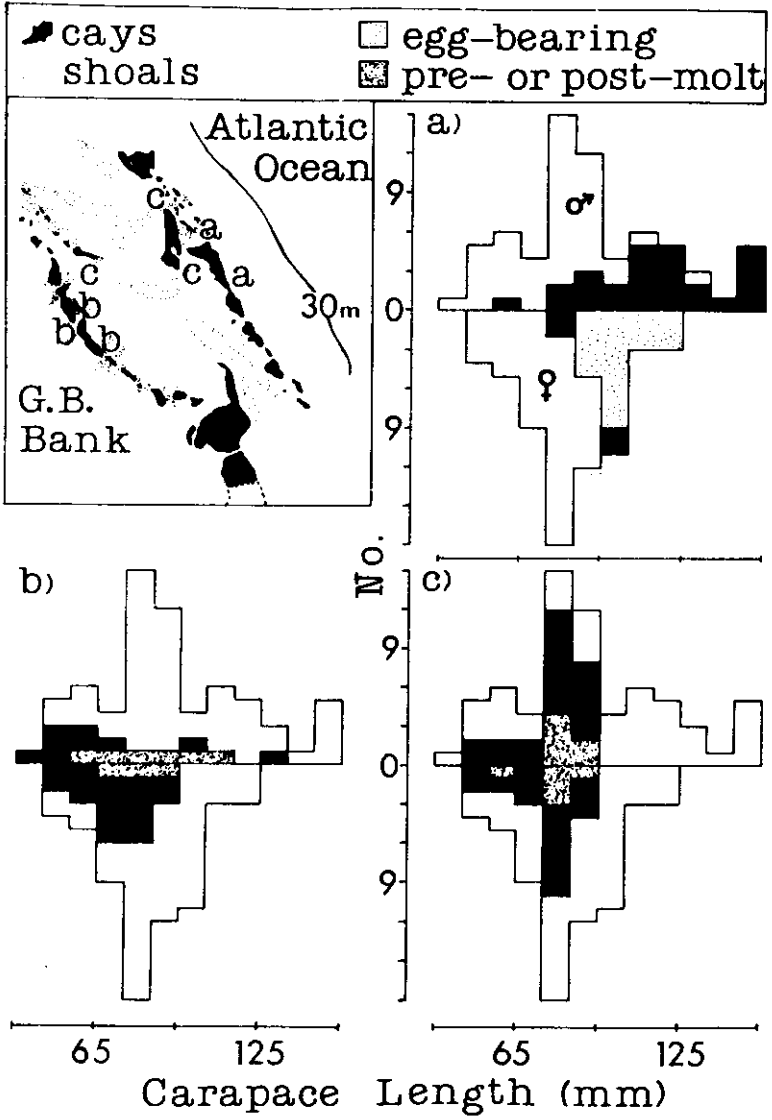 cays
shoals
egg-bearing
pre- or post-molt
Atlantic
Ocean
c
a
c
a
c
b
b
b
30m
G.B.
Bank
a)
♂
♀
9
0
9
No.
b)
c)
9
0
9
65 125
65 125
Carapace Length (mm)